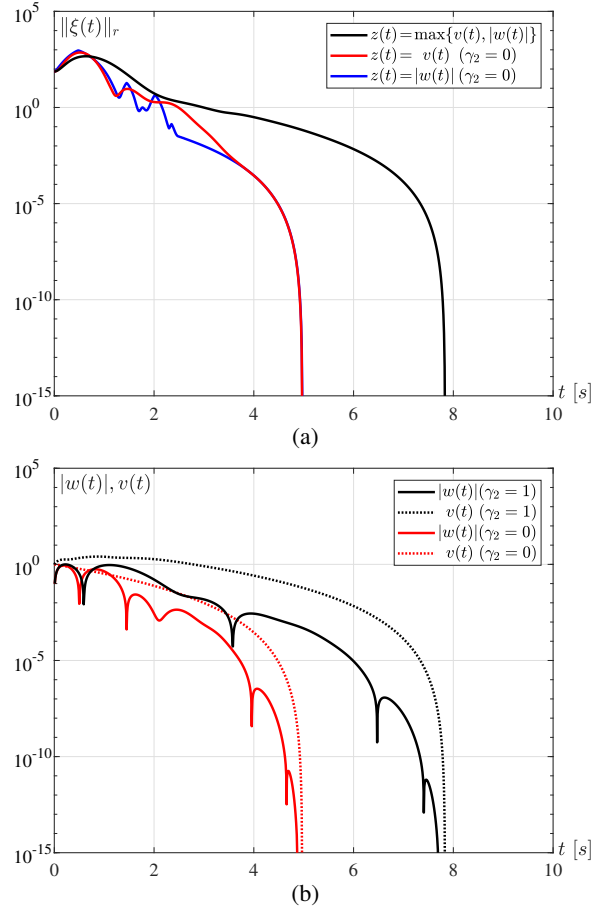 ‖ξ(t)‖_r
10^5
10^0
10^-5
10^-10
10^-15
z(t)=max{v(t), |w(t)|}
z(t)= v(t) (γ_2 = 0)
z(t)=|w(t)| (γ_2 = 0)
0 2 4 6 8 10
t [s]
(a)
|w(t)|, v(t)
10^5
10^0
10^-5
10^-10
10^-15
|w(t)|(γ_2 = 1)
v(t) (γ_2 = 1)
|w(t)|(γ_2 = 0)
v(t) (γ_2 = 0)
0 2 4 6 8 10
t [s]
(b)